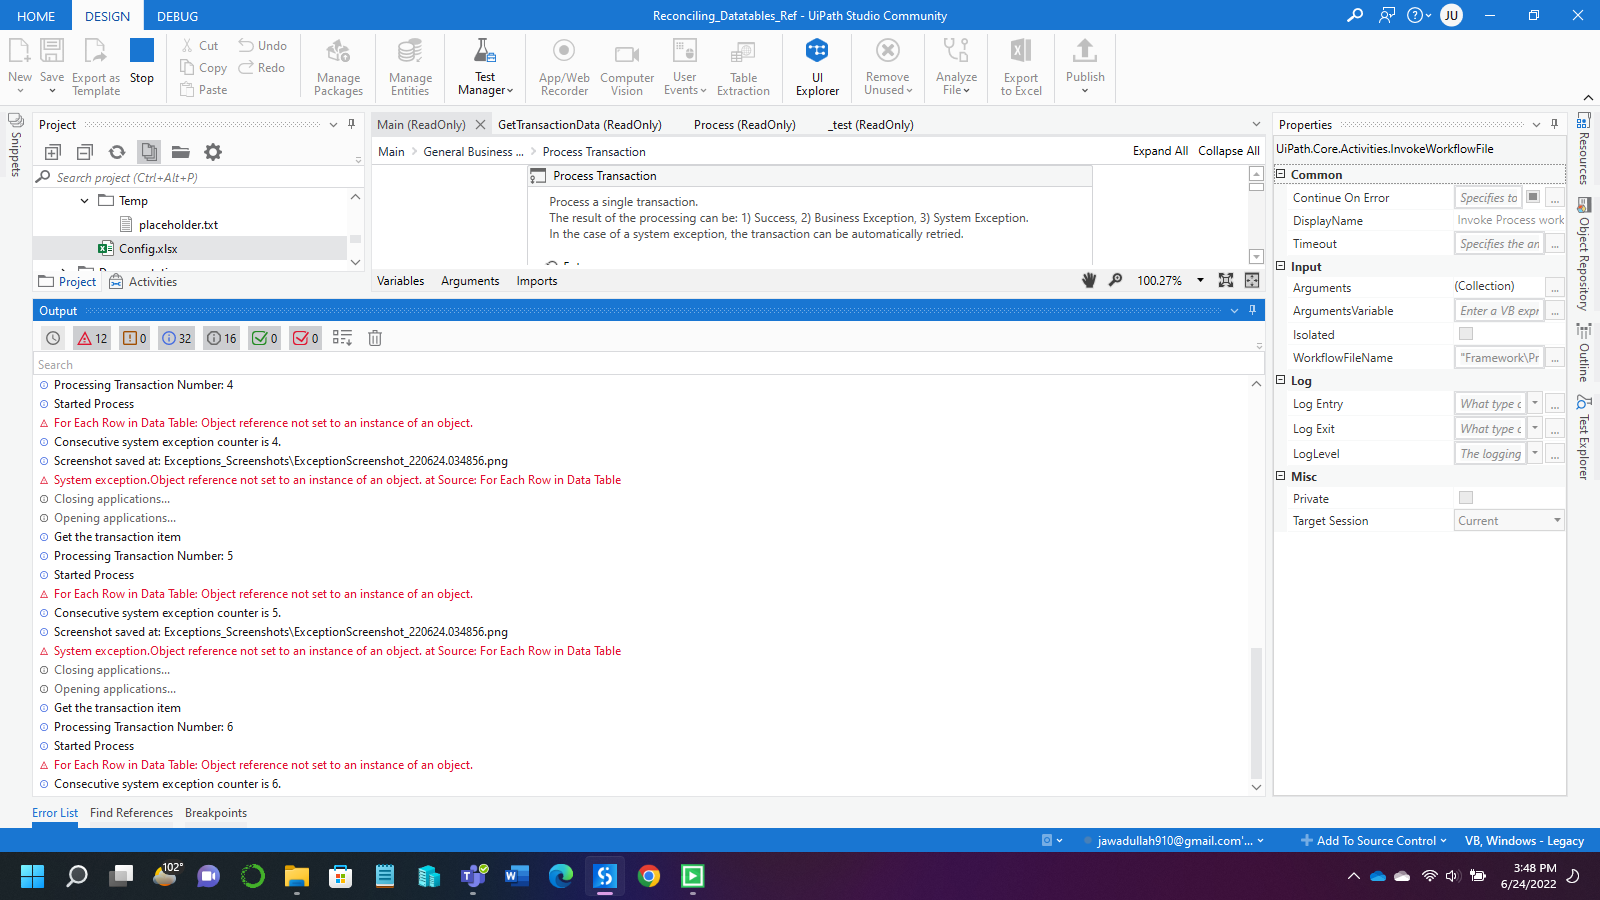 HOME DESIGN DEBUG Reconciling_Datatables_Ref - UiPath Studio Community JU
New Save Export as Template Stop Cut Copy Paste Undo Redo Manage Packages Manage Entities Test Manager App/Web Recorder Computer Vision User Events Table Extraction UI Explorer Remove Unused Analyze File Export to Excel Publish
Snippets
Project
Search project (Ctrl+Alt+P)
Temp
placeholder.txt
Config.xlsx
Project Activities
Main (ReadOnly) GetTransactionData (ReadOnly) Process (ReadOnly) _test (ReadOnly)
Main General Business ... Process Transaction Expand All Collapse All
Process Transaction
Process a single transaction.
The result of the processing can be: 1) Success, 2) Business Exception, 3) System Exception.
In the case of a system exception, the transaction can be automatically retried.
Variables Arguments Imports 100.27%
Output
12 0 32 16 0 0
Search
Processing Transaction Number: 4
Started Process
For Each Row in Data Table: Object reference not set to an instance of an object.
Consecutive system exception counter is 4.
Screenshot saved at: Exceptions_Screenshots\ExceptionScreenshot_220624.034856.png
System exception.Object reference not set to an instance of an object. at Source: For Each Row in Data Table
Closing applications...
Opening applications...
Get the transaction item
Processing Transaction Number: 5
Started Process
For Each Row in Data Table: Object reference not set to an instance of an object.
Consecutive system exception counter is 5.
Screenshot saved at: Exceptions_Screenshots\ExceptionScreenshot_220624.034856.png
System exception.Object reference not set to an instance of an object. at Source: For Each Row in Data Table
Closing applications...
Opening applications...
Get the transaction item
Processing Transaction Number: 6
Started Process
For Each Row in Data Table: Object reference not set to an instance of an object.
Consecutive system exception counter is 6.
Error List Find References Breakpoints
Properties
UiPath.Core.Activities.InvokeWorkflowFile
Common
Continue On Error Specifies to ...
DisplayName Invoke Process work
Timeout Specifies the an ...
Input
Arguments (Collection) ...
ArgumentsVariable Enter a VB expr ...
Isolated
WorkflowFileName "Framework\Pr ...
Log
Log Entry What type c ...
Log Exit What type c ...
LogLevel The logging ...
Misc
Private
Target Session Current
Resources
Object Repository
Outline
Test Explorer
jawadullah910@gmail.com'... Add To Source Control VB, Windows - Legacy
102°
3:48 PM
6/24/2022